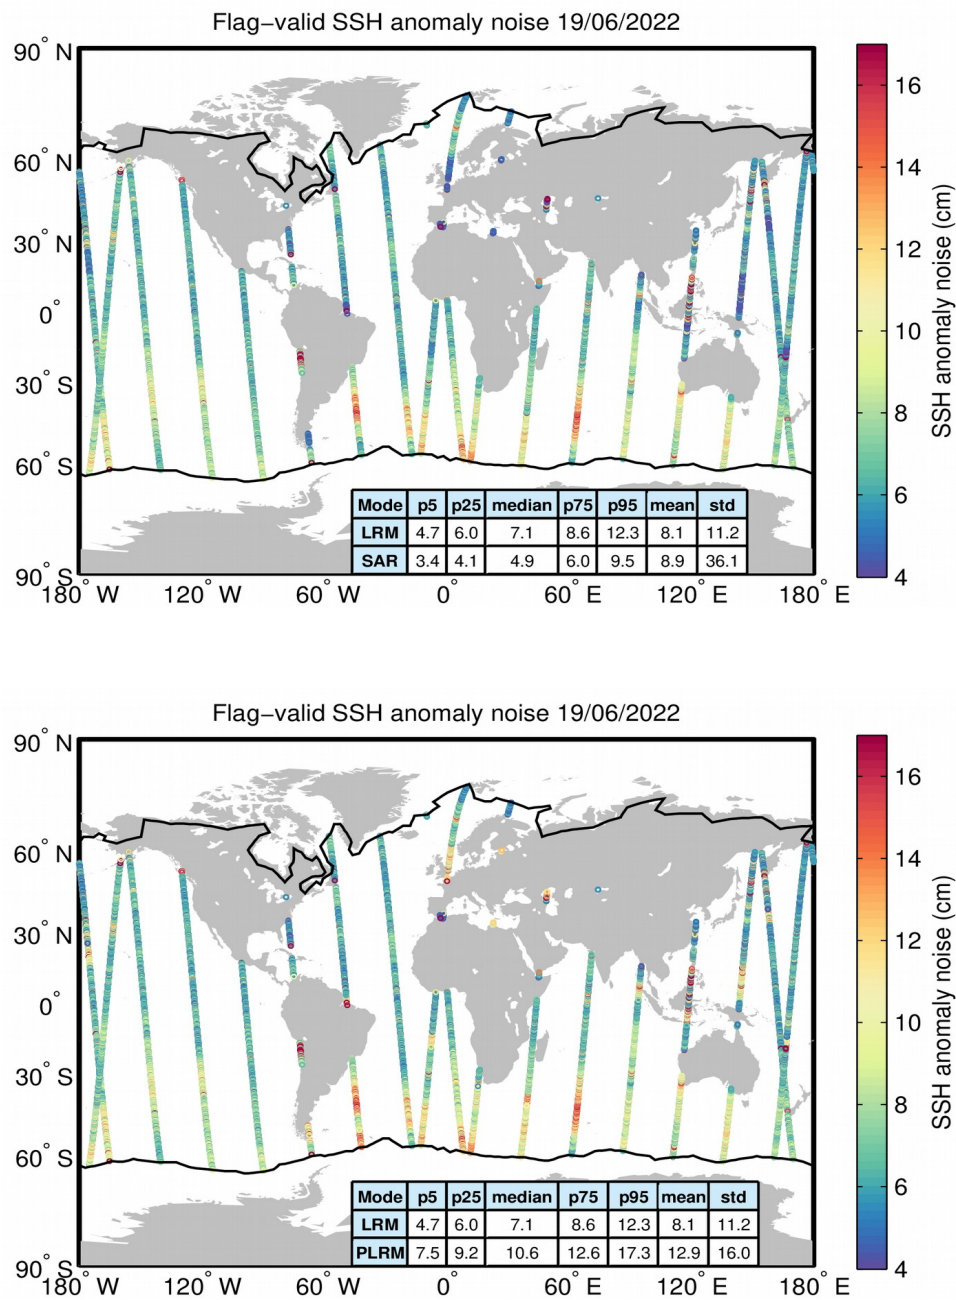 Flag−valid SSH anomaly noise 19/06/2022
90° N
60° N
30° N
0°
30° S
60° S
90° S
180° W 120° W 60° W 0° 60° E 120° E 180° E
16
14
12
10
8
6
4
SSH anomaly noise (cm)
Mode p5 p25 median p75 p95 mean std
LRM 4.7 6.0 7.1 8.6 12.3 8.1 11.2
SAR 3.4 4.1 4.9 6.0 9.5 8.9 36.1
Flag−valid SSH anomaly noise 19/06/2022
90° N
60° N
30° N
0°
30° S
60° S
90° S
180° W 120° W 60° W 0° 60° E 120° E 180° E
16
14
12
10
8
6
4
SSH anomaly noise (cm)
Mode p5 p25 median p75 p95 mean std
LRM 4.7 6.0 7.1 8.6 12.3 8.1 11.2
PLRM 7.5 9.2 10.6 12.6 17.3 12.9 16.0